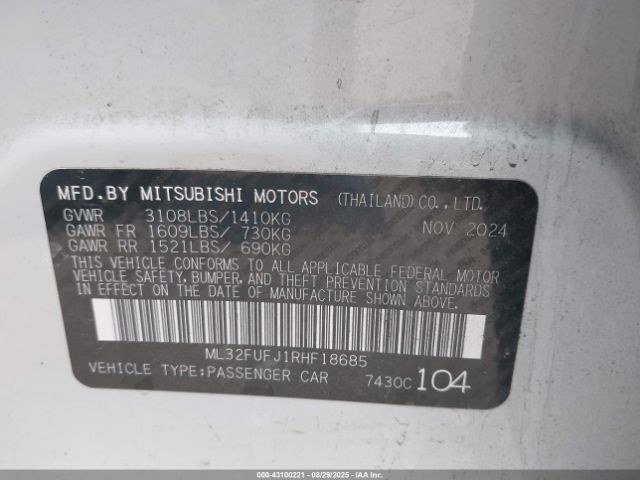 MFD.BY MITSUBISHI MOTORS (THAILAND)CO.,LTD.
GVWR 3108LBS/1410KG NOV 2024
GAWR FR 1609LBS/ 730KG
GAWR RR 1521LBS/ 690KG
THIS VEHICLE CONFORMS TO ALL APPLICABLE FEDERAL MOTOR
VEHICLE SAFETY, BUMPER, AND THEFT PREVENTION STANDARDS
IN EFFECT ON THE DATE OF MANUFACTURE SHOWN ABOVE.
ML32FUFJ1RHF18685
VEHICLE TYPE:PASSENGER CAR 7430C 104
000-43100221 - 08/29/2025 - IAAI.COM